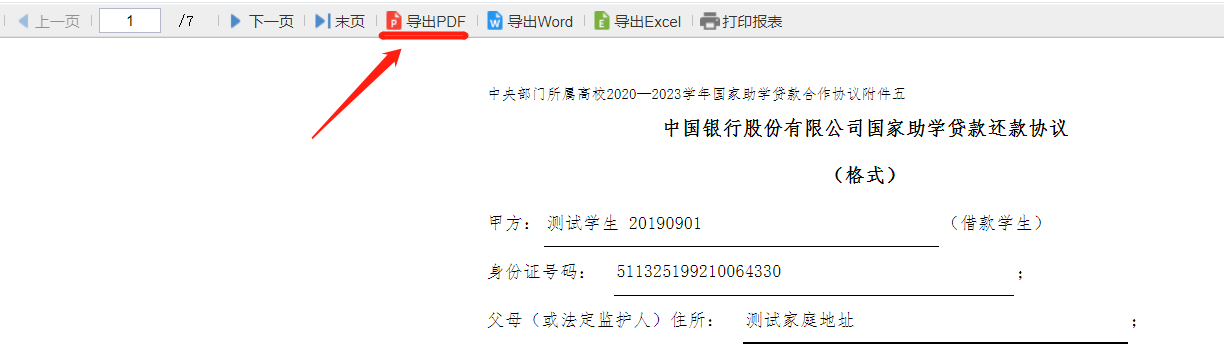 上一页 1 /7 下一页 末页 导出PDF 导出Word 导出Excel 打印报表
中央部门所属高校2020—2023学年国家助学贷款合作协议附件五
中国银行股份有限公司国家助学贷款还款协议
（格式）
甲方： 测试学生 20190901 （借款学生）
身份证号码： 511325199210064330 ；
父母（或法定监护人）住所： 测试家庭地址 ；